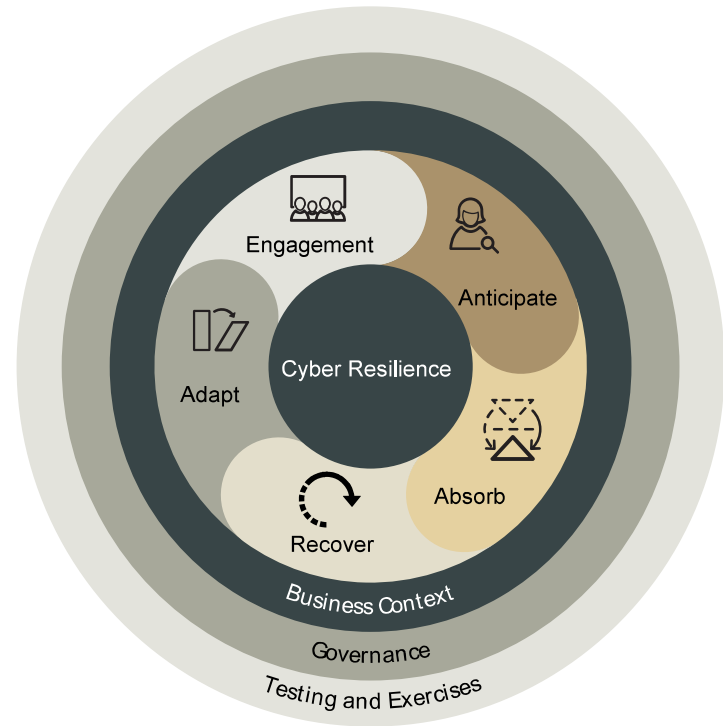 Engagement
Anticipate
Cyber Resilience
Adapt
Absorb
Recover
Business Context
Governance
Testing and Exercises